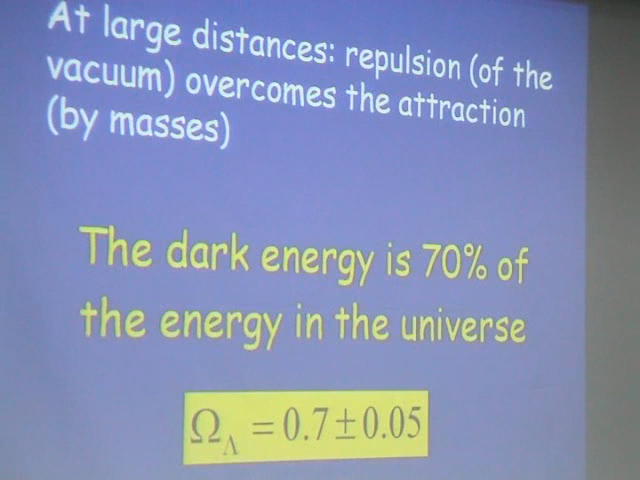 At large distances: repulsion (of the
vacuum) overcomes the attraction
(by masses)
The dark energy is 70% of
the energy in the universe
Ω_Λ = 0.7±0.05